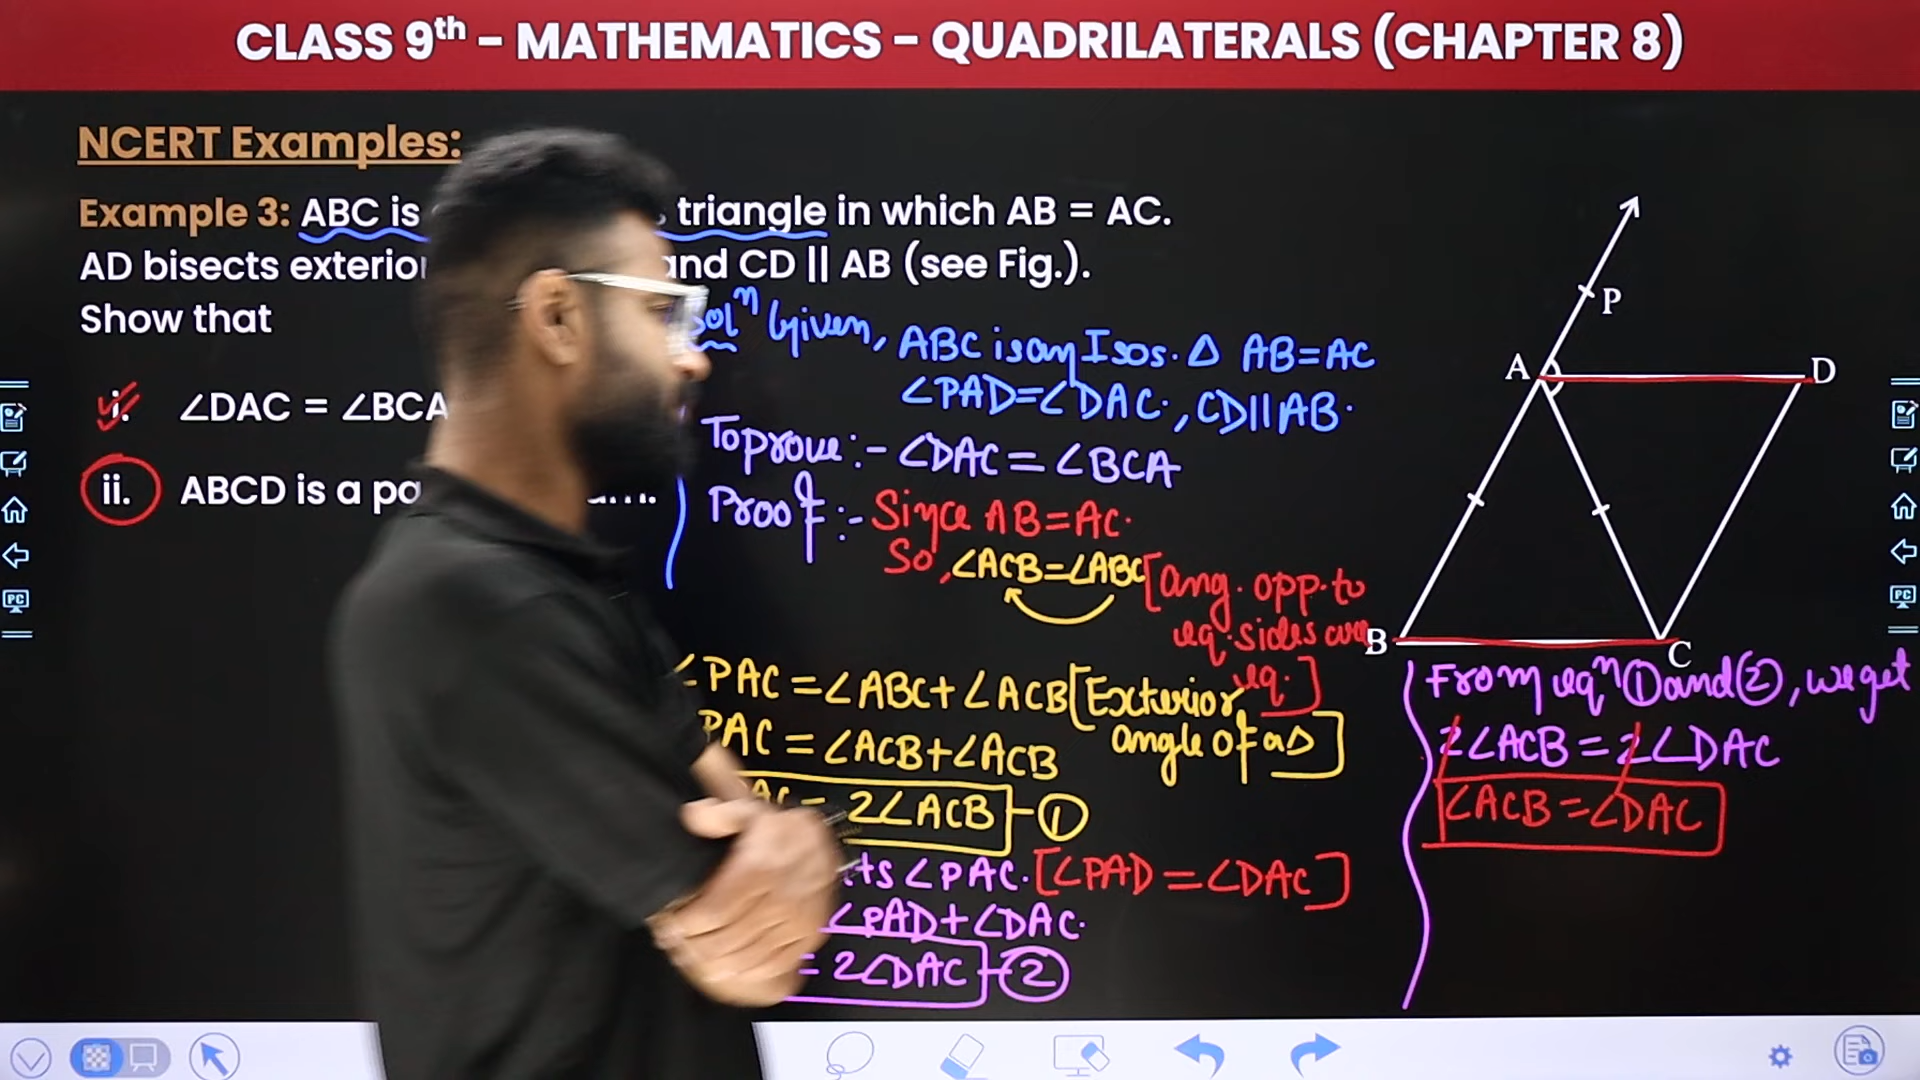 CLASS 9th - MATHEMATICS - QUADRILATERALS (CHAPTER 8)
NCERT Examples:
Example 3: ABC is triangle in which AB = AC.
AD bisects and CD || AB (see Fig.).
Show that
i. ∠DAC = ∠BCA
ii. ABCD is a
Solⁿ Given, ABC is an Isos. Δ AB=AC
∠PAD=∠DAC, CD||AB.
To prove :- ∠DAC = ∠BCA
Proof :- Since AB=AC.
So, ∠ACB=∠ABC [ang. opp. to
eq. sides are
eq.]
∠PAC = ∠ABC + ∠ACB [Exterior
angle of a Δ]
PAC = ∠ACB+∠ACB
= 2∠ACB - ①
∠PAC. [∠PAD = ∠DAC]
∠PAD+∠DAC.
= 2∠DAC - ②
P
A
D
B
C
From eqⁿ ① and ②, we get
2∠ACB = 2∠DAC
∠ACB = ∠DAC
PC
PC